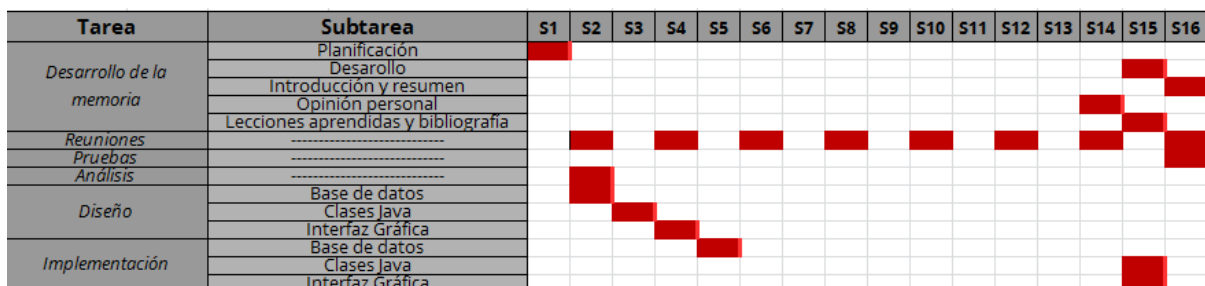 Tarea Subtarea S1 S2 S3 S4 S5 S6 S7 S8 S9 S10 S11 S12 S13 S14 S15 S16
Desarrollo de la memoria
Planificación
Desarollo
Introducción y resumen
Opinión personal
Lecciones aprendidas y bibliografía
Reuniones ----------------------------
Pruebas ----------------------------
Análisis ----------------------------
Diseño
Base de datos
Clases Java
Interfaz Gráfica
Implementación
Base de datos
Clases Java
Interfaz Gráfica